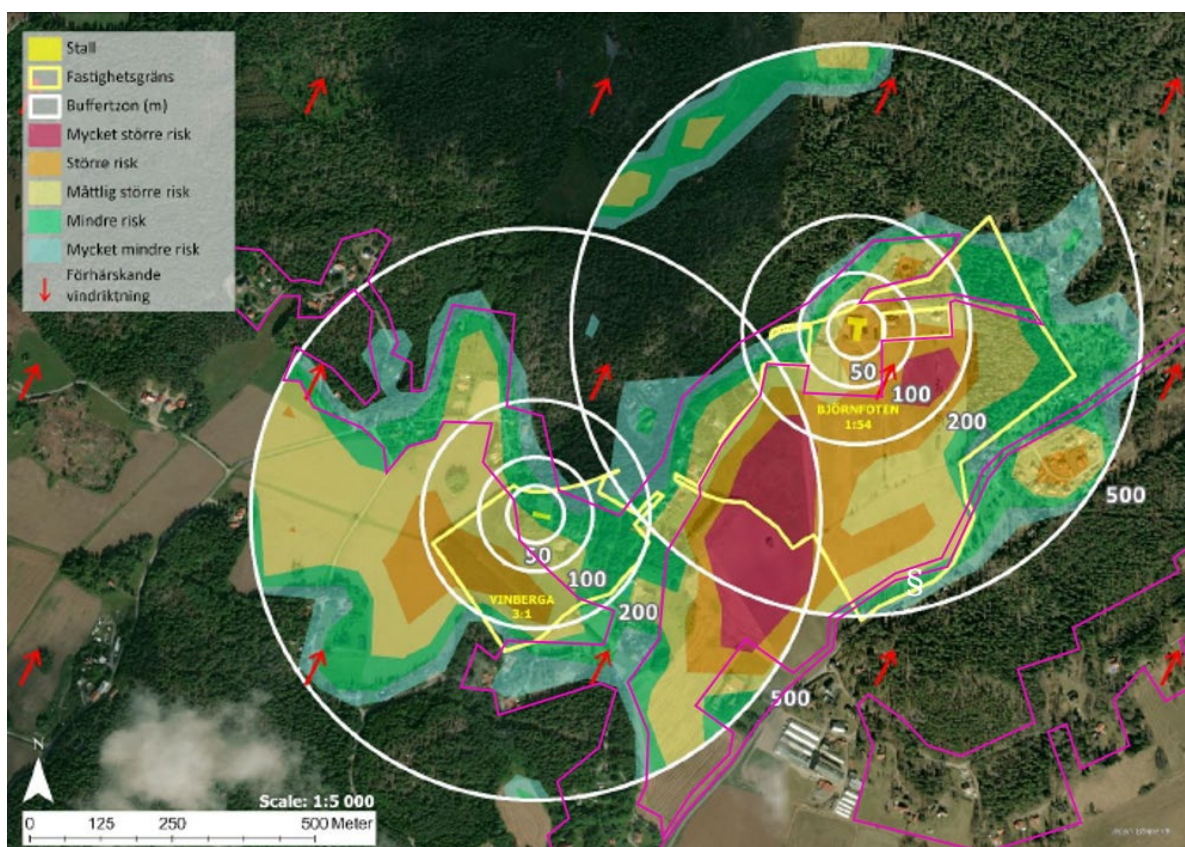 Stall
Fastighetsgräns
Buffertzon (m)
Mycket större risk
Större risk
Måttlig större risk
Mindre risk
Mycket mindre risk
Förhärskande
vindriktning
50
100
BJÖRNFOTEN
1:54
200
500
§
50
100
VINBERGA
3:1
200
500
N
Scale: 1:5 000
0 125 250 500 Meter